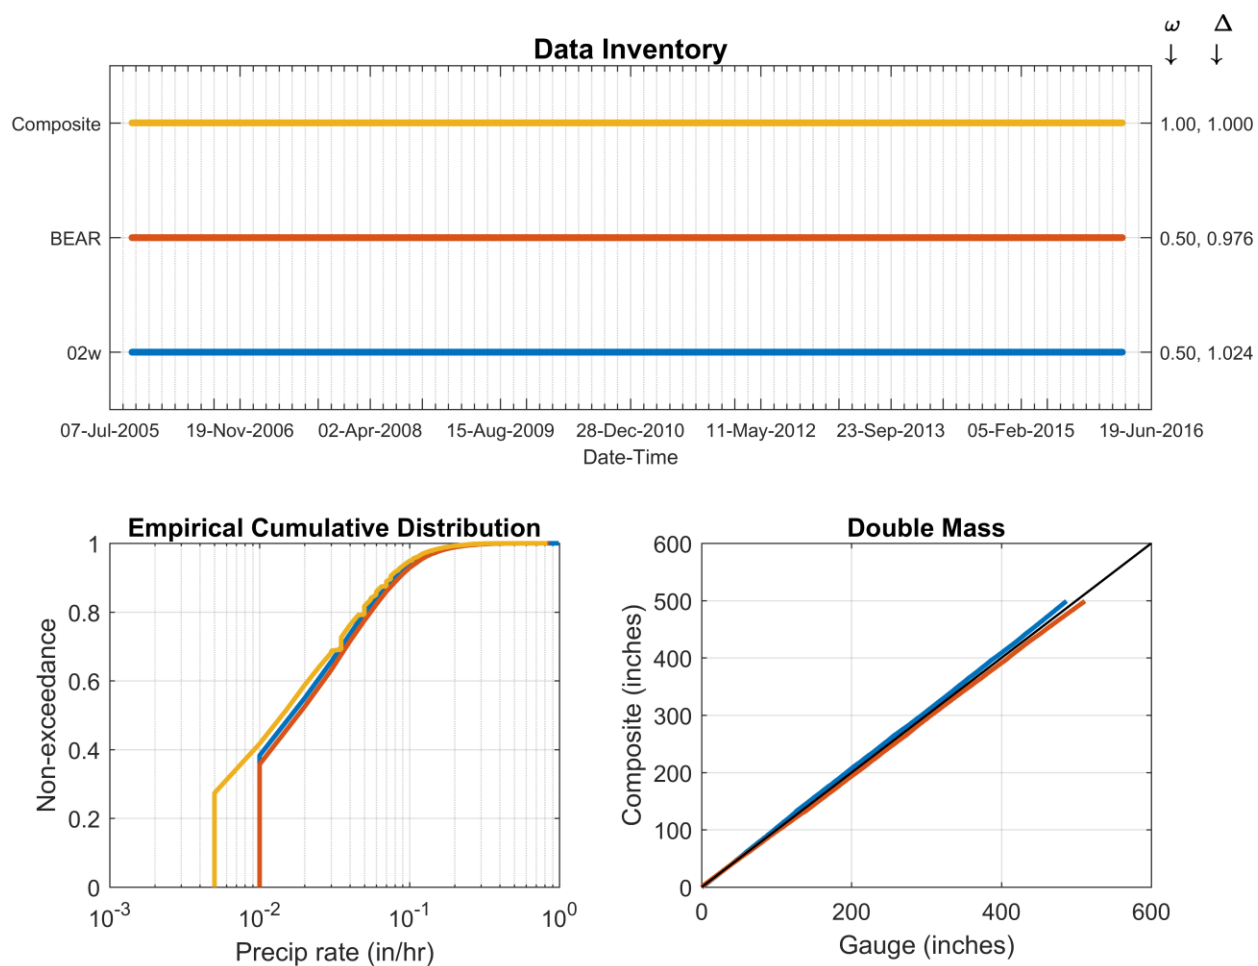 ω Δ
↓ ↓
Data Inventory
Composite
1.00, 1.000
BEAR
0.50, 0.976
02w
0.50, 1.024
07-Jul-2005 19-Nov-2006 02-Apr-2008 15-Aug-2009 28-Dec-2010 11-May-2012 23-Sep-2013 05-Feb-2015 19-Jun-2016
Date-Time
Empirical Cumulative Distribution
Non-exceedance
1
0.8
0.6
0.4
0.2
0
10^-3 10^-2 10^-1 10^0
Precip rate (in/hr)
Double Mass
Composite (inches)
600
500
400
300
200
100
0
0 200 400 600
Gauge (inches)